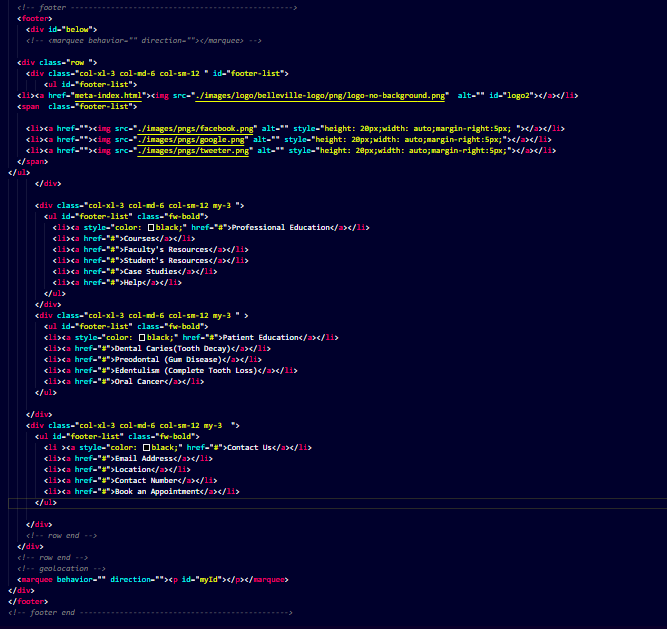 <!-- footer -------------------------------------------------->
<footer>
<div id="below">
<!-- <marquee behavior="" direction=""></marquee> -->
<div class="row ">
<div class="col-xl-3 col-md-6 col-sm-12 " id="footer-list">
<ul id="footer-list">
<li><a href="meta-index.html"><img src="./images/logo/belleville-logo/png/logo-no-background.png"  alt="" id="logo2"></a></li>
<span  class="footer-list">
<li><a href=""><img src="./images/pngs/facebook.png" alt="" style="height: 20px;width: auto;margin-right:5px; "></a></li>
<li><a href=""><img src="./images/pngs/google.png" alt="" style="height: 20px;width: auto;margin-right:5px;"></a></li>
<li><a href=""><img src="./images/pngs/tweeter.png" alt="" style="height: 20px;width: auto;margin-right:5px;"></a></li>
</span>
</ul>
</div>
<div class="col-xl-3 col-md-6 col-sm-12 my-3 ">
<ul id="footer-list" class="fw-bold">
<li><a style="color: black;" href="#">Professional Education</a></li>
<li><a href="#">Courses</a></li>
<li><a href="#">Faculty's Resources</a></li>
<li><a href="#">Student's Resources</a></li>
<li><a href="#">Case Studies</a></li>
<li><a href="#">Help</a></li>
</ul>
</div>
<div class="col-xl-3 col-md-6 col-sm-12 my-3 " >
<ul id="footer-list" class="fw-bold">
<li><a style="color: black;" href="#">Patient Education</a></li>
<li><a href="#">Dental Caries(Tooth Decay)</a></li>
<li><a href="#">Preodontal (Gum Disease)</a></li>
<li><a href="#">Edentulism (Complete Tooth Loss)</a></li>
<li><a href="#">Oral Cancer</a></li>
</ul>
</div>
<div class="col-xl-3 col-md-6 col-sm-12 my-3  ">
<ul id="footer-list" class="fw-bold">
<li ><a style="color: black;" href="#">Contact Us</a></li>
<li><a href="#">Email Address</a></li>
<li><a href="#">Location</a></li>
<li><a href="#">Contact Number</a></li>
<li><a href="#">Book an Appointment</a></li>
</ul>
</div>
<!-- row end -->
</div>
<!-- row end -->
<!-- geolocation -->
<marquee behavior="" direction=""><p id="myId"></p></marquee>
</div>
</footer>
<!-- footer end ----------------------------------------------->